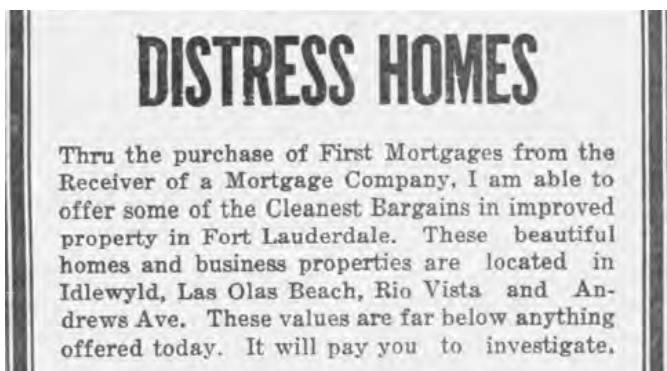 DISTRESS HOMES
Thru the purchase of First Mortgages from the
Receiver of a Mortgage Company, I am able to
offer some of the Cleanest Bargains in improved
property in Fort Lauderdale. These beautiful
homes and business properties are located in
Idlewyld, Las Olas Beach, Rio Vista and An-
drews Ave. These values are far below anything
offered today. It will pay you to investigate.